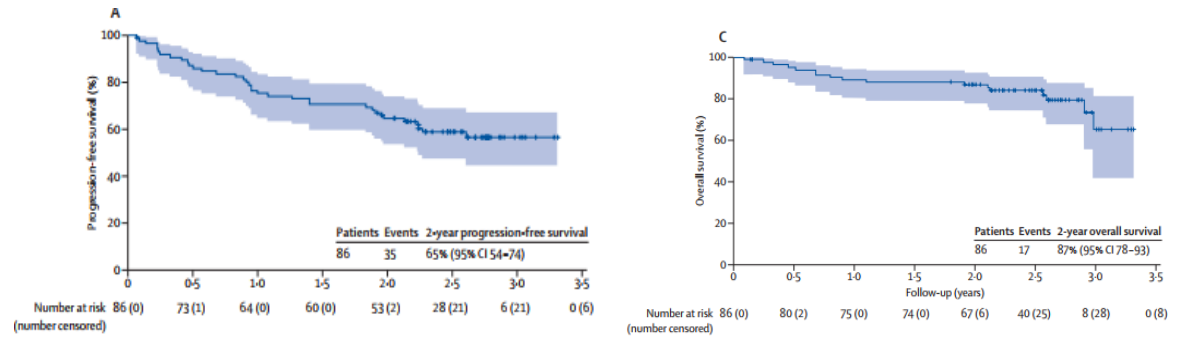 A
Progression-free survival (%)
100
80
60
40
20
0
Patients Events 2-year progression-free survival
86 35 65% (95% CI 54–74)
0 0·5 1·0 1·5 2·0 2·5 3·0 3·5
Number at risk 86 (0) 73 (1) 64 (0) 60 (0) 53 (2) 28 (21) 6 (21) 0 (6)
(number censored)
C
Overall survival (%)
100
80
60
40
20
0
Patients Events 2-year overall survival
86 17 87% (95% CI 78–93)
0 0·5 1·0 1·5 2·0 2·5 3·0 3·5
Follow-up (years)
Number at risk 86 (0) 80 (2) 75 (0) 74 (0) 67 (6) 40 (25) 8 (28) 0 (8)
(number censored)